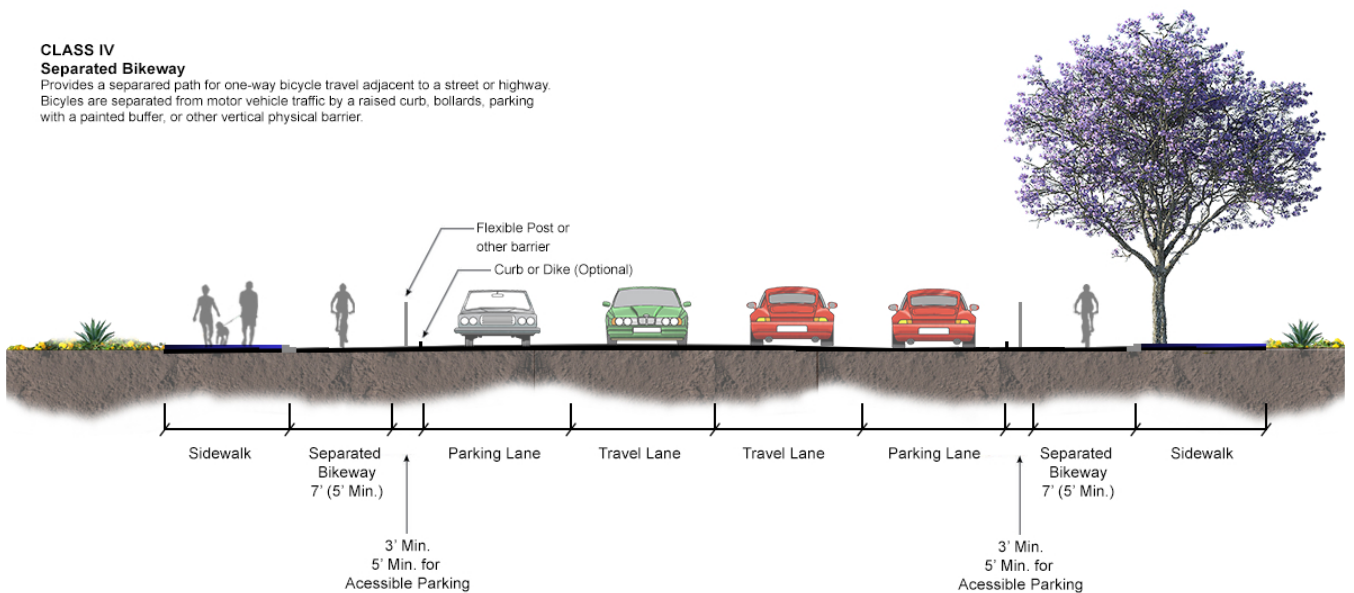 CLASS IV
Separated Bikeway
Provides a separared path for one-way bicycle travel adjacent to a street or highway.
Bicyles are separated from motor vehicle traffic by a raised curb, bollards, parking
with a painted buffer, or other vertical physical barrier.
Flexible Post or
other barrier
Curb or Dike (Optional)
Sidewalk
Separated
Bikeway
7' (5' Min.)
Parking Lane
Travel Lane
Travel Lane
Parking Lane
Separated
Bikeway
7' (5' Min.)
Sidewalk
3' Min.
5' Min. for
Acessible Parking
3' Min.
5' Min. for
Acessible Parking